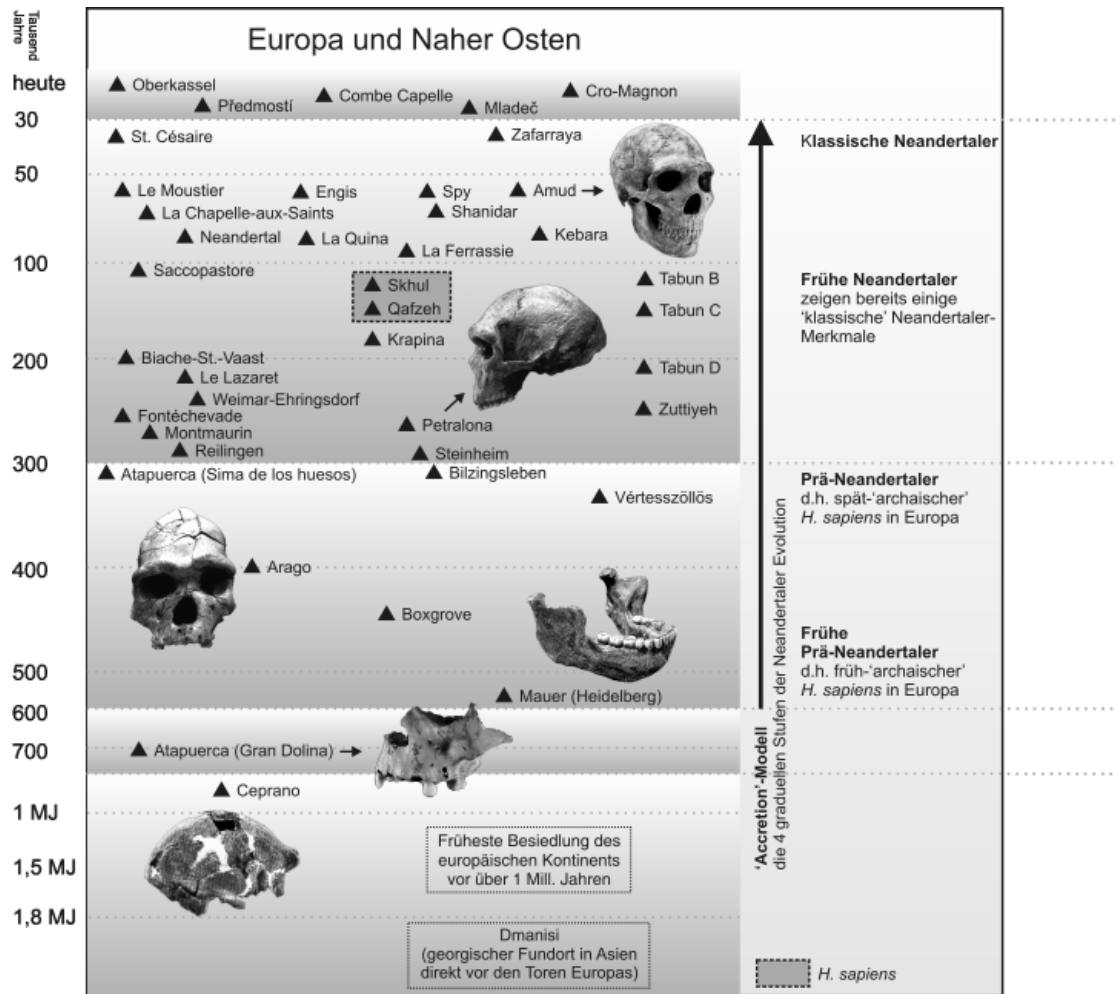 Tausend
Jahre
Europa und Naher Osten
heute
Oberkassel
Předmostí
Combe Capelle
Mladeč
Cro-Magnon
30
St. Césaire
Zafarraya
Klassische Neandertaler
50
Le Moustier
Engis
Spy
Amud
La Chapelle-aux-Saints
Shanidar
Neandertal
La Quina
Kebara
La Ferrassie
100
Saccopastore
Skhul
Qafzeh
Krapina
Tabun B
Tabun C
Frühe Neandertaler
zeigen bereits einige
‘klassische’ Neandertaler-
Merkmale
200
Biache-St.-Vaast
Le Lazaret
Weimar-Ehringsdorf
Fontéchevade
Montmaurin
Reilingen
Petralona
Steinheim
Tabun D
Zuttiyeh
300
Atapuerca (Sima de los huesos)
Bilzingsleben
Vértesszöllös
Prä-Neandertaler
d.h. spät-‘archaischer’
H. sapiens in Europa
400
Arago
Boxgrove
Frühe
Prä-Neandertaler
d.h. früh-‘archaischer’
H. sapiens in Europa
500
Mauer (Heidelberg)
600
700
Atapuerca (Gran Dolina)
Ceprano
1 MJ
1,5 MJ
1,8 MJ
Früheste Besiedlung des
europäischen Kontinents
vor über 1 Mill. Jahren
Dmanisi
(georgischer Fundort in Asien
direkt vor den Toren Europas)
‘Accretion’-Modell
die 4 graduellen Stufen der Neandertaler Evolution
H. sapiens